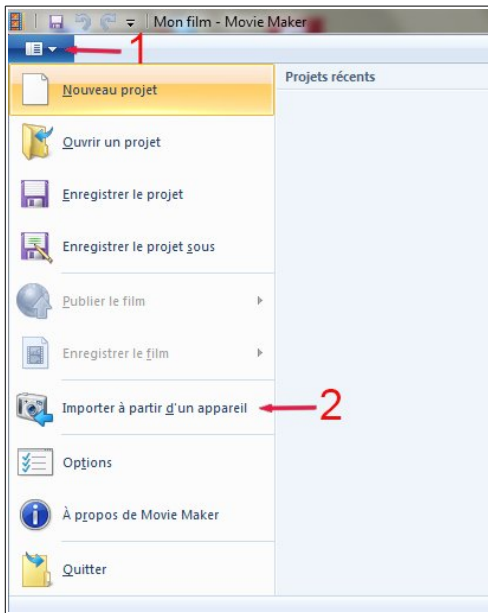 Mon film - Movie Maker
1
Projets récents
Nouveau projet
Ouvrir un projet
Enregistrer le projet
Enregistrer le projet sous
Publier le film
Enregistrer le film
Importer à partir d'un appareil
2
Options
À propos de Movie Maker
Quitter